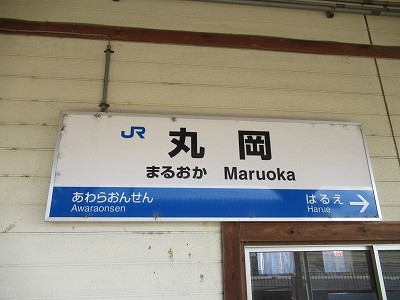 JR 丸岡
まるおか Maruoka
あわらおんせん はるえ →
Awaraonsen Harue